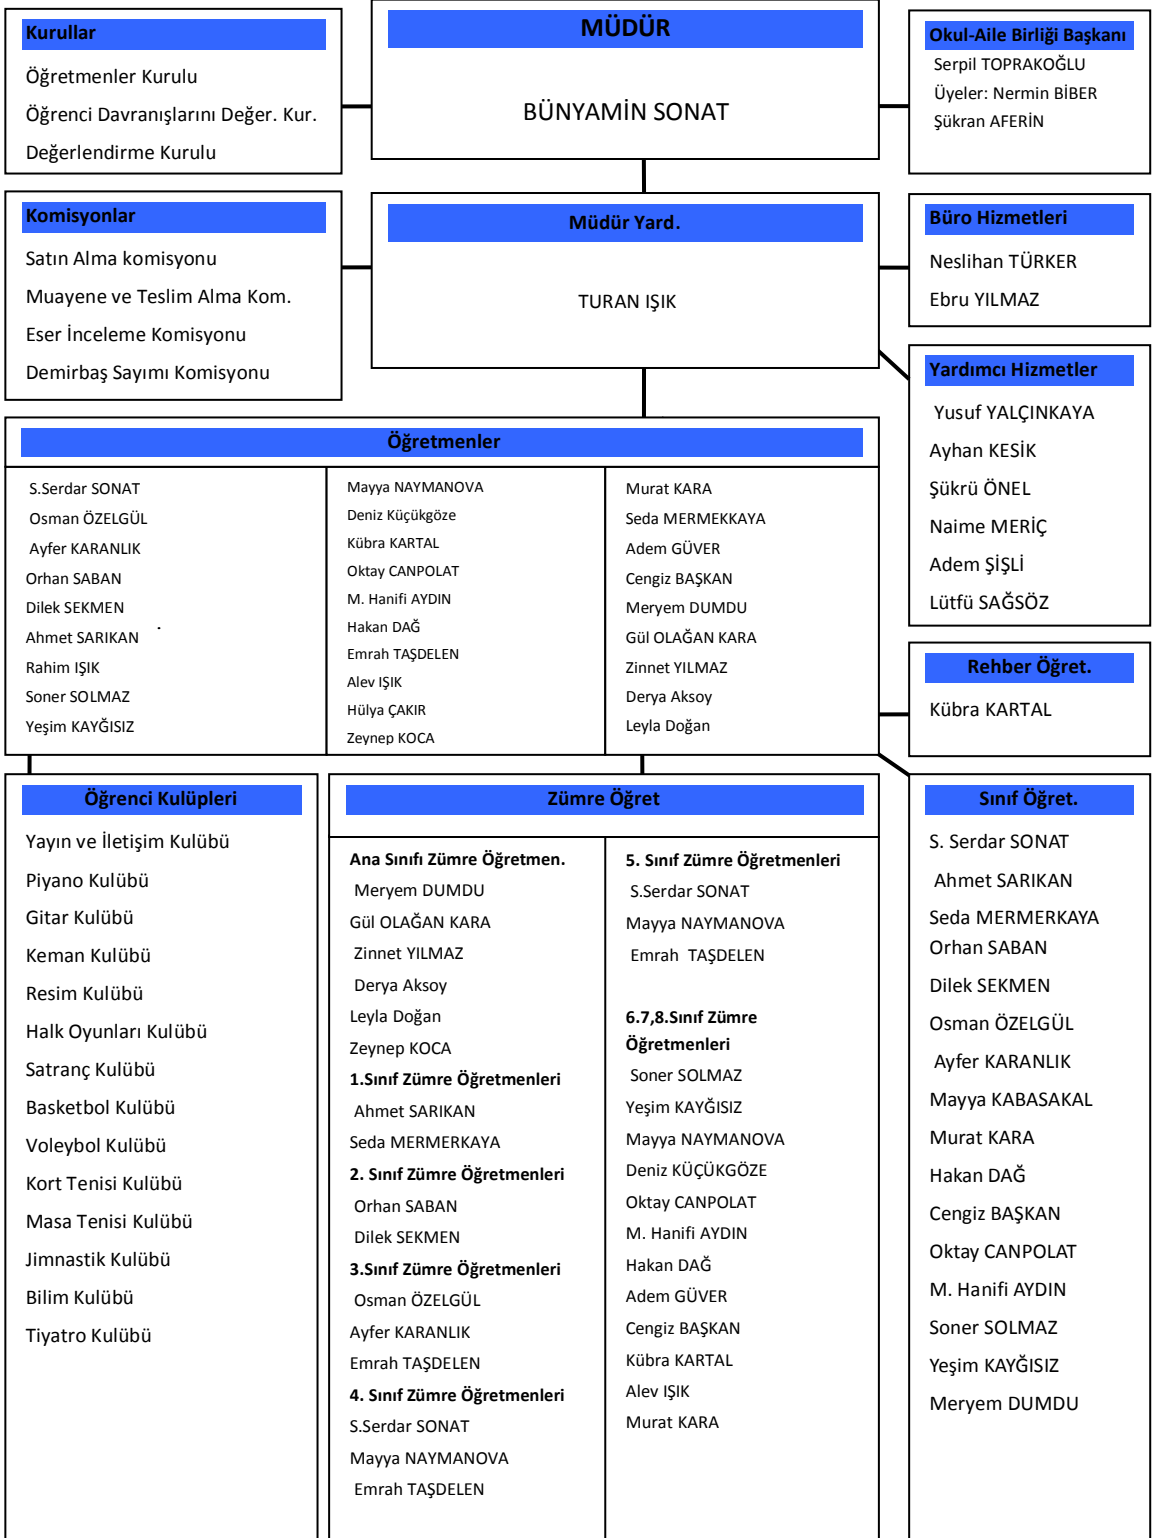 Kurullar
Öğretmenler Kurulu
Öğrenci Davranışlarını Değer. Kur.
Değerlendirme Kurulu
MÜDÜR
BÜNYAMİN SONAT
Okul-Aile Birliği Başkanı
Serpil TOPRAKOĞLU
Üyeler: Nermin BİBER
Şükran AFERİN
Komisyonlar
Satın Alma komisyonu
Muayene ve Teslim Alma Kom.
Eser İnceleme Komisyonu
Demirbaş Sayımı Komisyonu
Müdür Yard.
TURAN IŞIK
Büro Hizmetleri
Neslihan TÜRKER
Ebru YILMAZ
Yardımcı Hizmetler
Yusuf YALÇINKAYA
Ayhan KESİK
Şükrü ÖNEL
Naime MERİÇ
Adem ŞİŞLİ
Lütfü SAĞSÖZ
Öğretmenler
S.Serdar SONAT
Osman ÖZELGÜL
Ayfer KARANLIK
Orhan SABAN
Dilek SEKMEN
Ahmet SARIKAN
Rahim IŞIK
Soner SOLMAZ
Yeşim KAYĞISIZ
Mayya NAYMANOVA
Deniz Küçükgöze
Kübra KARTAL
Oktay CANPOLAT
M. Hanifi AYDIN
Hakan DAĞ
Emrah TAŞDELEN
Alev IŞIK
Hülya ÇAKIR
Zeynep KOCA
Murat KARA
Seda MERMEKKAYA
Adem GÜVER
Cengiz BAŞKAN
Meryem DUMDU
Gül OLAĞAN KARA
Zinnet YILMAZ
Derya Aksoy
Leyla Doğan
Rehber Öğret.
Kübra KARTAL
Öğrenci Kulüpleri
Yayın ve İletişim Kulübü
Piyano Kulübü
Gitar Kulübü
Keman Kulübü
Resim Kulübü
Halk Oyunları Kulübü
Satranç Kulübü
Basketbol Kulübü
Voleybol Kulübü
Kort Tenisi Kulübü
Masa Tenisi Kulübü
Jimnastik Kulübü
Bilim Kulübü
Tiyatro Kulübü
Zümre Öğret
Ana Sınıfı Zümre Öğretmen.
Meryem DUMDU
Gül OLAĞAN KARA
Zinnet YILMAZ
Derya Aksoy
Leyla Doğan
Zeynep KOCA
1.Sınıf Zümre Öğretmenleri
Ahmet SARIKAN
Seda MERMERKAYA
2. Sınıf Zümre Öğretmenleri
Orhan SABAN
Dilek SEKMEN
3.Sınıf Zümre Öğretmenleri
Osman ÖZELGÜL
Ayfer KARANLIK
Emrah TAŞDELEN
4. Sınıf Zümre Öğretmenleri
S.Serdar SONAT
Mayya NAYMANOVA
Emrah TAŞDELEN
5. Sınıf Zümre Öğretmenleri
S.Serdar SONAT
Mayya NAYMANOVA
Emrah TAŞDELEN
6.7,8.Sınıf Zümre
Öğretmenleri
Soner SOLMAZ
Yeşim KAYĞISIZ
Mayya NAYMANOVA
Deniz KÜÇÜKGÖZE
Oktay CANPOLAT
M. Hanifi AYDIN
Hakan DAĞ
Adem GÜVER
Cengiz BAŞKAN
Kübra KARTAL
Alev IŞIK
Murat KARA
Sınıf Öğret.
S. Serdar SONAT
Ahmet SARIKAN
Seda MERMERKAYA
Orhan SABAN
Dilek SEKMEN
Osman ÖZELGÜL
Ayfer KARANLIK
Mayya KABASAKAL
Murat KARA
Hakan DAĞ
Cengiz BAŞKAN
Oktay CANPOLAT
M. Hanifi AYDIN
Soner SOLMAZ
Yeşim KAYĞISIZ
Meryem DUMDU